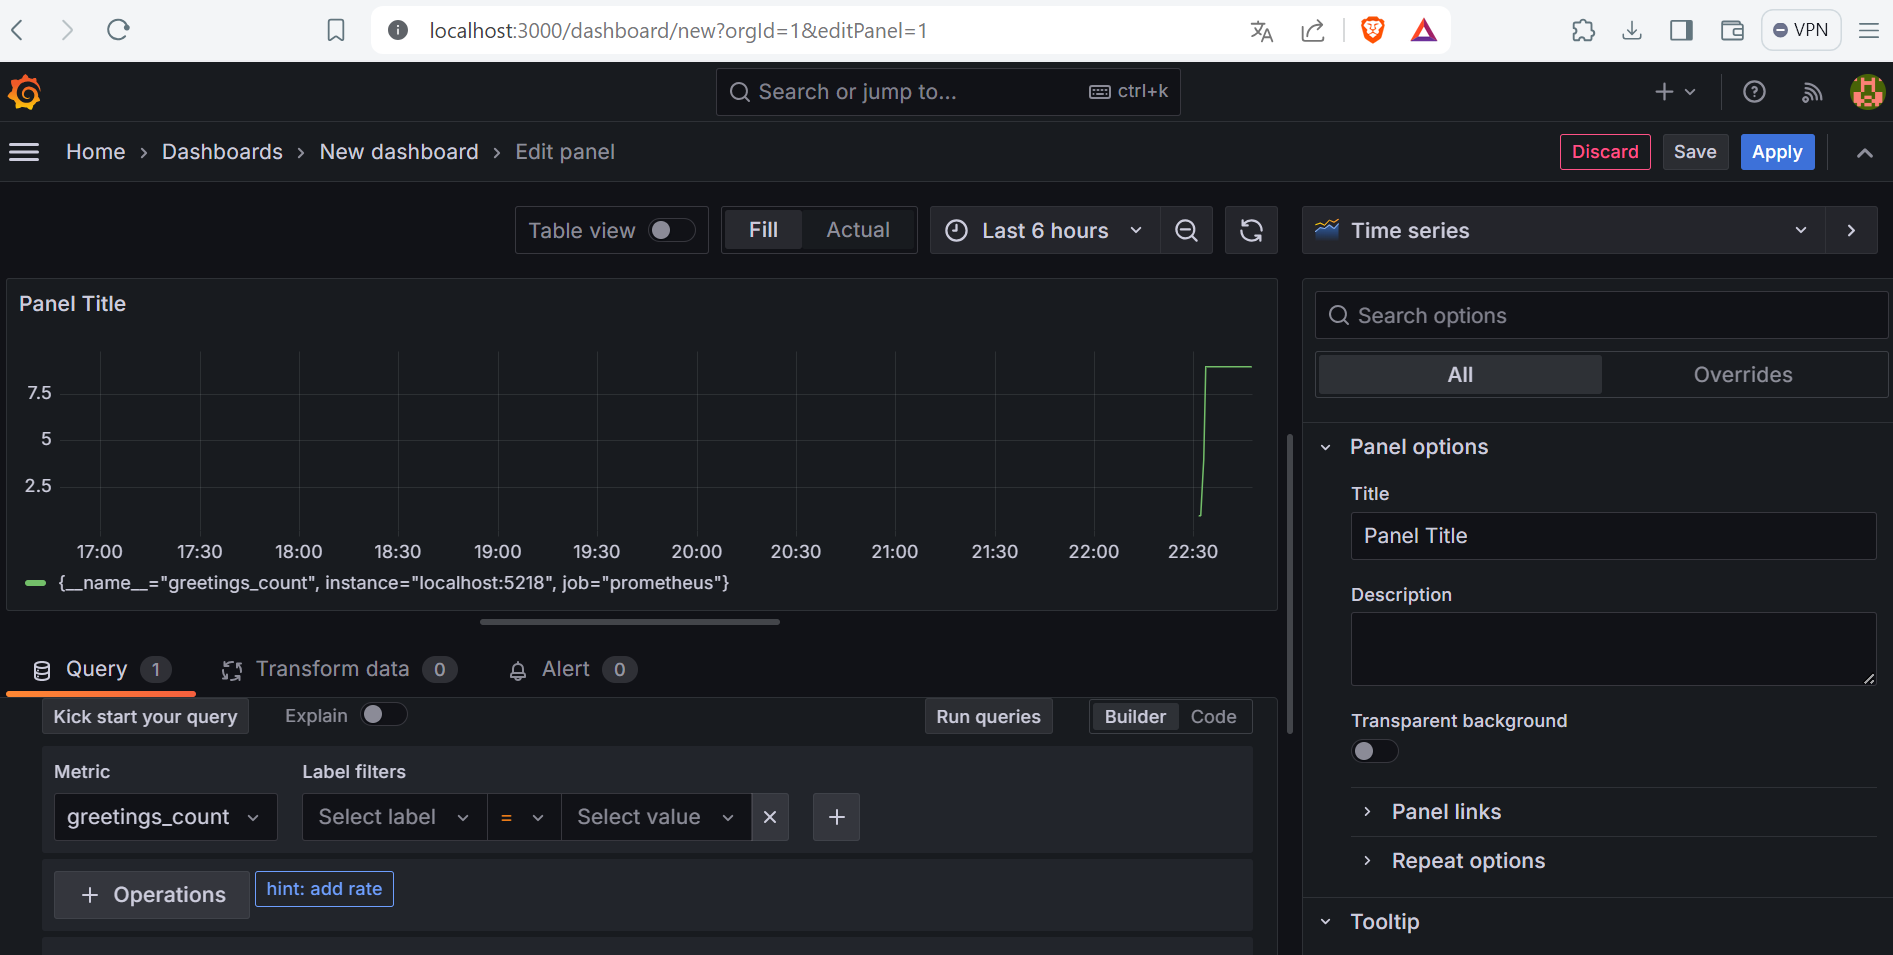 localhost:3000/dashboard/new?orgId=1&editPanel=1
VPN
Search or jump to...
ctrl+k
Home › Dashboards › New dashboard › Edit panel
Discard
Save
Apply
Table view
Fill
Actual
Last 6 hours
Time series
Panel Title
7.5
5
2.5
17:00 17:30 18:00 18:30 19:00 19:30 20:00 20:30 21:00 21:30 22:00 22:30
{__name__="greetings_count", instance="localhost:5218", job="prometheus"}
Query 1
Transform data 0
Alert 0
Kick start your query
Explain
Run queries
Builder
Code
Metric
Label filters
greetings_count
Select label
=
Select value
+ Operations
hint: add rate
Search options
All
Overrides
Panel options
Title
Panel Title
Description
Transparent background
Panel links
Repeat options
Tooltip